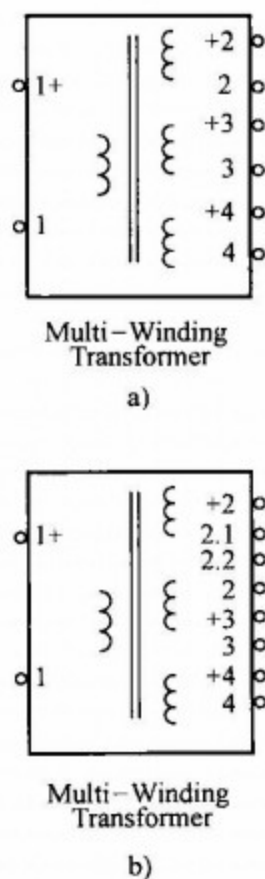 +2
1+ 2
+3
3
+4
1 4
Multi-Winding
Transformer
a)
+2
1+ 2.1
2.2
2
+3
3
+4
1 4
Multi-Winding
Transformer
b)